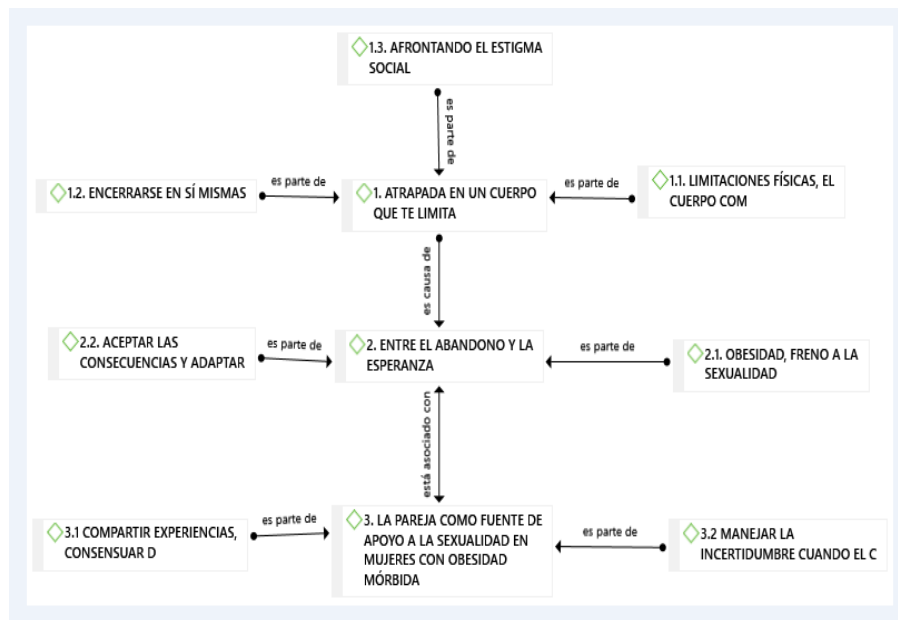 1.3. AFRONTANDO EL ESTIGMA
SOCIAL
es parte de
1.2. ENCERRARSE EN SÍ MISMAS
es parte de
1. ATRAPADA EN UN CUERPO
QUE TE LIMITA
es parte de
1.1. LIMITACIONES FÍSICAS, EL
CUERPO COM
es causa de
2.2. ACEPTAR LAS
CONSECUENCIAS Y ADAPTAR
es parte de
2. ENTRE EL ABANDONO Y LA
ESPERANZA
es parte de
2.1. OBESIDAD, FRENO A LA
SEXUALIDAD
está asociado con
3.1 COMPARTIR EXPERIENCIAS,
CONSENSUAR D
es parte de
3. LA PAREJA COMO FUENTE DE
APOYO A LA SEXUALIDAD EN
MUJERES CON OBESIDAD
MÓRBIDA
es parte de
3.2 MANEJAR LA
INCERTIDUMBRE CUANDO EL C